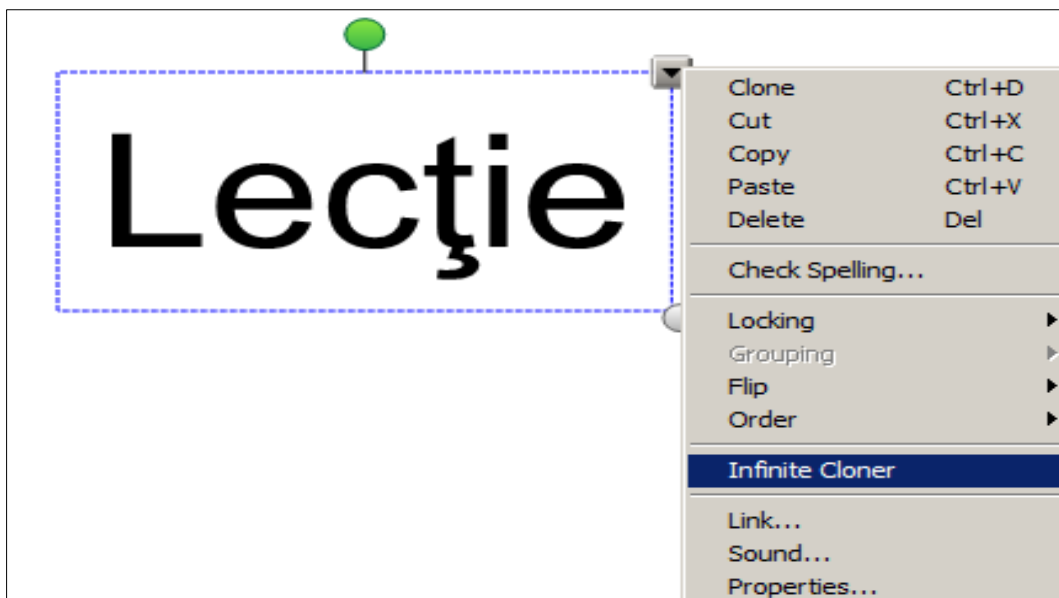 Lecţie
Clone Ctrl+D
Cut Ctrl+X
Copy Ctrl+C
Paste Ctrl+V
Delete Del
Check Spelling...
Locking
Grouping
Flip
Order
Infinite Cloner
Link...
Sound...
Properties...